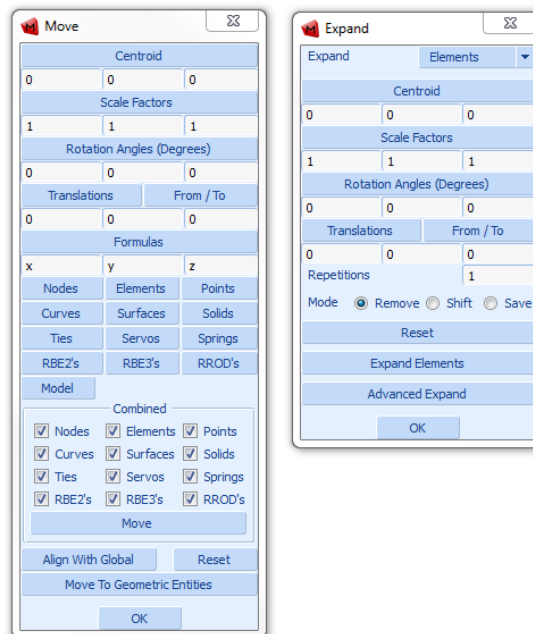 Move
Centroid
0 0 0
Scale Factors
1 1 1
Rotation Angles (Degrees)
0 0 0
Translations From / To
0 0 0
Formulas
x y z
Nodes Elements Points
Curves Surfaces Solids
Ties Servos Springs
RBE2's RBE3's RROD's
Model
Combined
Nodes Elements Points
Curves Surfaces Solids
Ties Servos Springs
RBE2's RBE3's RROD's
Move
Align With Global Reset
Move To Geometric Entities
OK
Expand
Expand Elements
Centroid
0 0 0
Scale Factors
1 1 1
Rotation Angles (Degrees)
0 0 0
Translations From / To
0 0 0
Repetitions 1
Mode Remove Shift Save
Reset
Expand Elements
Advanced Expand
OK